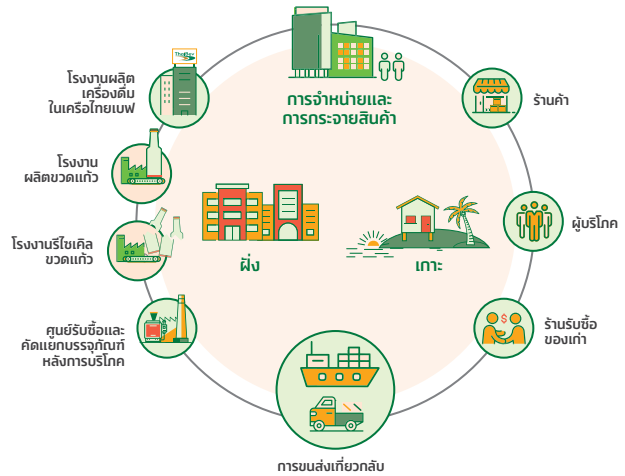 ThaiBev
โรงงานผลิต
เครื่องดื่ม
ในเครือไทยเบฟ
การจำหน่ายและ
การกระจายสินค้า
ร้านค้า
โรงงาน
ผลิตขวดแก้ว
ผู้บริโภค
โรงงานรีไซเคิล
ขวดแก้ว
ฝั่ง
เกาะ
ศูนย์รับซื้อและ
คัดแยกบรรจุภัณฑ์
หลังการบริโภค
ร้านรับซื้อ
ของเก่า
การขนส่งเที่ยวกลับ